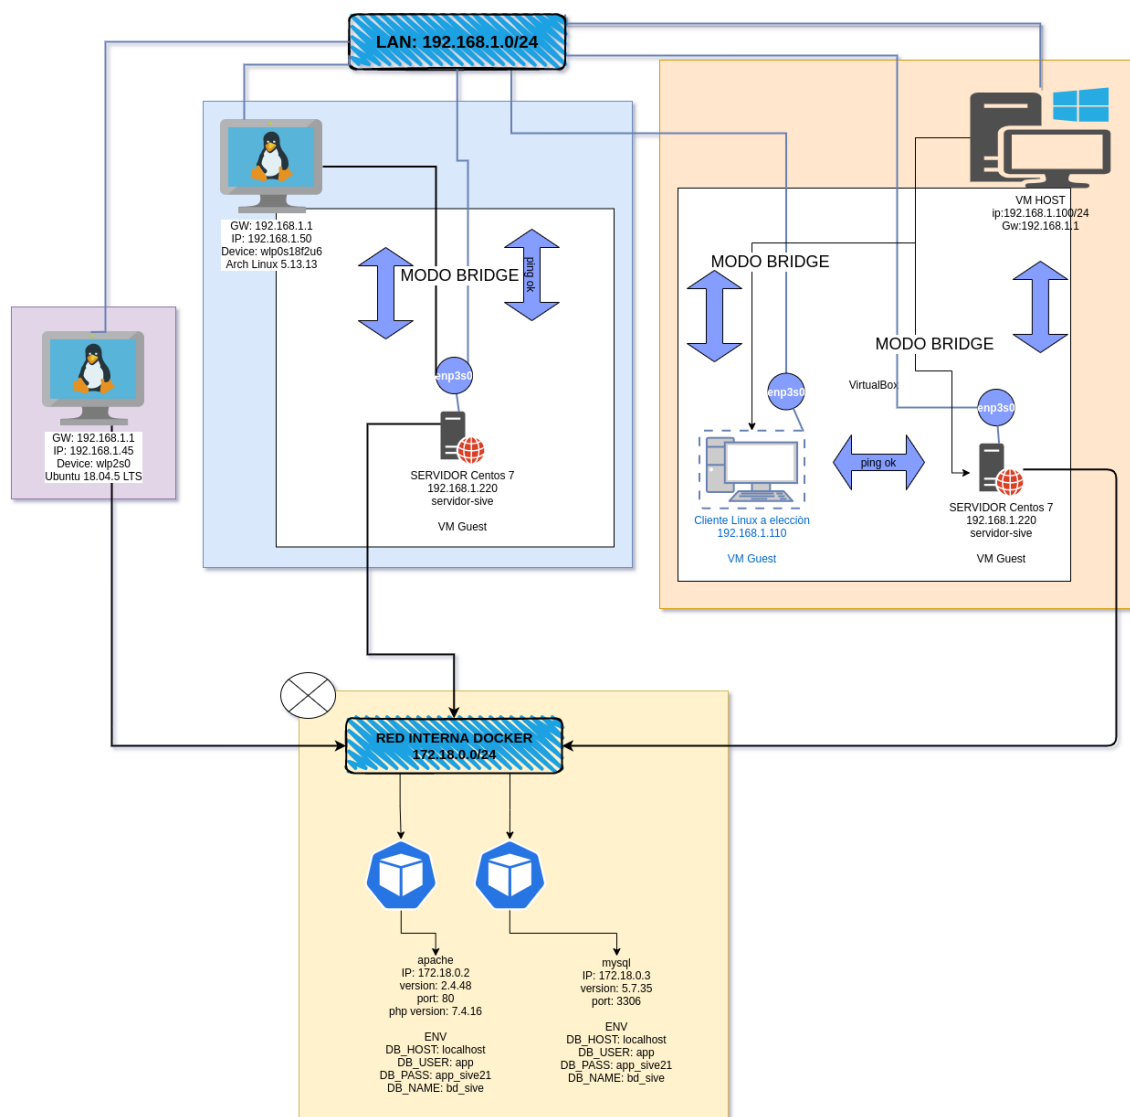 LAN: 192.168.1.0/24
GW: 192.168.1.1
IP: 192.168.1.50
Device: wlp0s18f2u6
Arch Linux 5.13.13
MODO BRIDGE
ping ok
enp3s0
SERVIDOR Centos 7
192.168.1.220
servidor-sive
VM Guest
GW: 192.168.1.1
IP: 192.168.1.45
Device: wlp2s0
Ubuntu 18.04.5 LTS
VM HOST
ip:192.168.1.100/24
Gw:192.168.1.1
MODO BRIDGE
MODO BRIDGE
VirtualBox
enp3s0
enp3s0
ping ok
Cliente Linux a elecciòn
192.168.1.110
VM Guest
SERVIDOR Centos 7
192.168.1.220
servidor-sive
VM Guest
RED INTERNA DOCKER
172.18.0.0/24
apache
IP: 172.18.0.2
version: 2.4.48
port: 80
php version: 7.4.16
ENV
DB_HOST: localhost
DB_USER: app
DB_PASS: app_sive21
DB_NAME: bd_sive
mysql
IP: 172.18.0.3
version: 5.7.35
port: 3306
ENV
DB_HOST: localhost
DB_USER: app
DB_PASS: app_sive21
DB_NAME: bd_sive